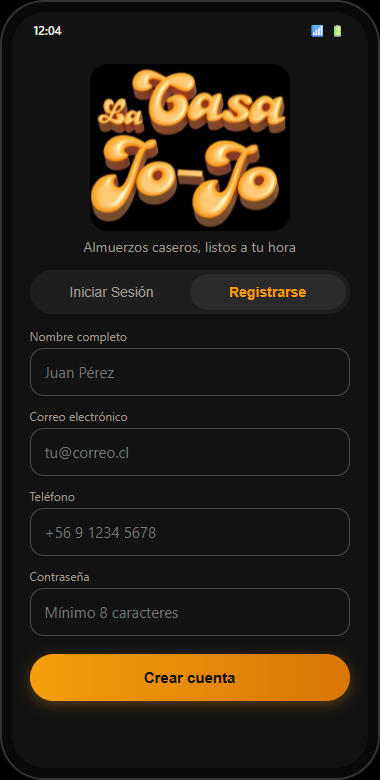 12:04
La Casa
Jo-Jo
Almuerzos caseros, listos a tu hora
Iniciar Sesión Registrarse
Nombre completo
Juan Pérez
Correo electrónico
tu@correo.cl
Teléfono
+56 9 1234 5678
Contraseña
Mínimo 8 caracteres
Crear cuenta